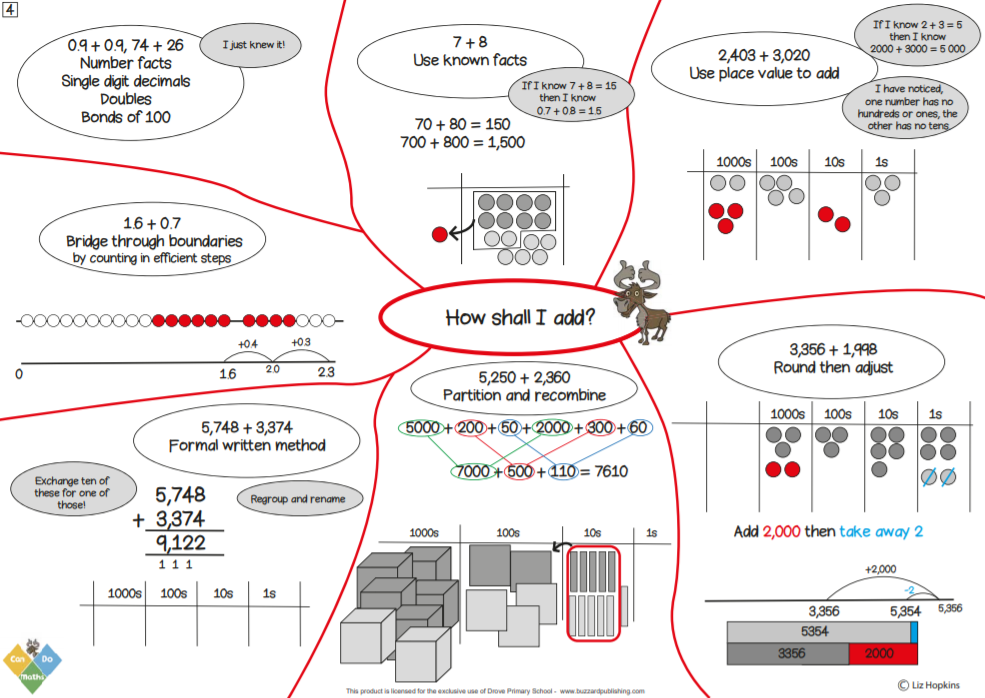 4
0.9 + 0.9, 74 + 26
Number facts
Single digit decimals
Doubles
Bonds of 100
I just knew it!
7 + 8
Use known facts
If I know 7 + 8 = 15
then I know
0.7 + 0.8 = 1.5
70 + 80 = 150
700 + 800 = 1,500
2,403 + 3,020
Use place value to add
If I know 2 + 3 = 5
then I know
2000 + 3000 = 5 000
I have noticed,
one number has no
hundreds or ones, the
other has no tens
1000s 100s 10s 1s
1.6 + 0.7
Bridge through boundaries
by counting in efficient steps
+0.4 +0.3
0 1.6 2.0 2.3
How shall I add?
3,356 + 1,998
Round then adjust
1000s 100s 10s 1s
Add 2,000 then take away 2
+2,000
-2
3,356 5,354 5,356
5354
3356 2000
5,250 + 2,360
Partition and recombine
5000 + 200 + 50 + 2000 + 300 + 60
7000 + 500 + 110 = 7610
1000s 100s 10s 1s
5,748 + 3,374
Formal written method
Exchange ten of
these for one of
those!
Regroup and rename
5,748
+ 3,374
9,122
1 1 1
1000s 100s 10s 1s
Can Do
Maths
This product is licensed for the exclusive use of Drove Primary School - www.buzzardpublishing.com
© Liz Hopkins